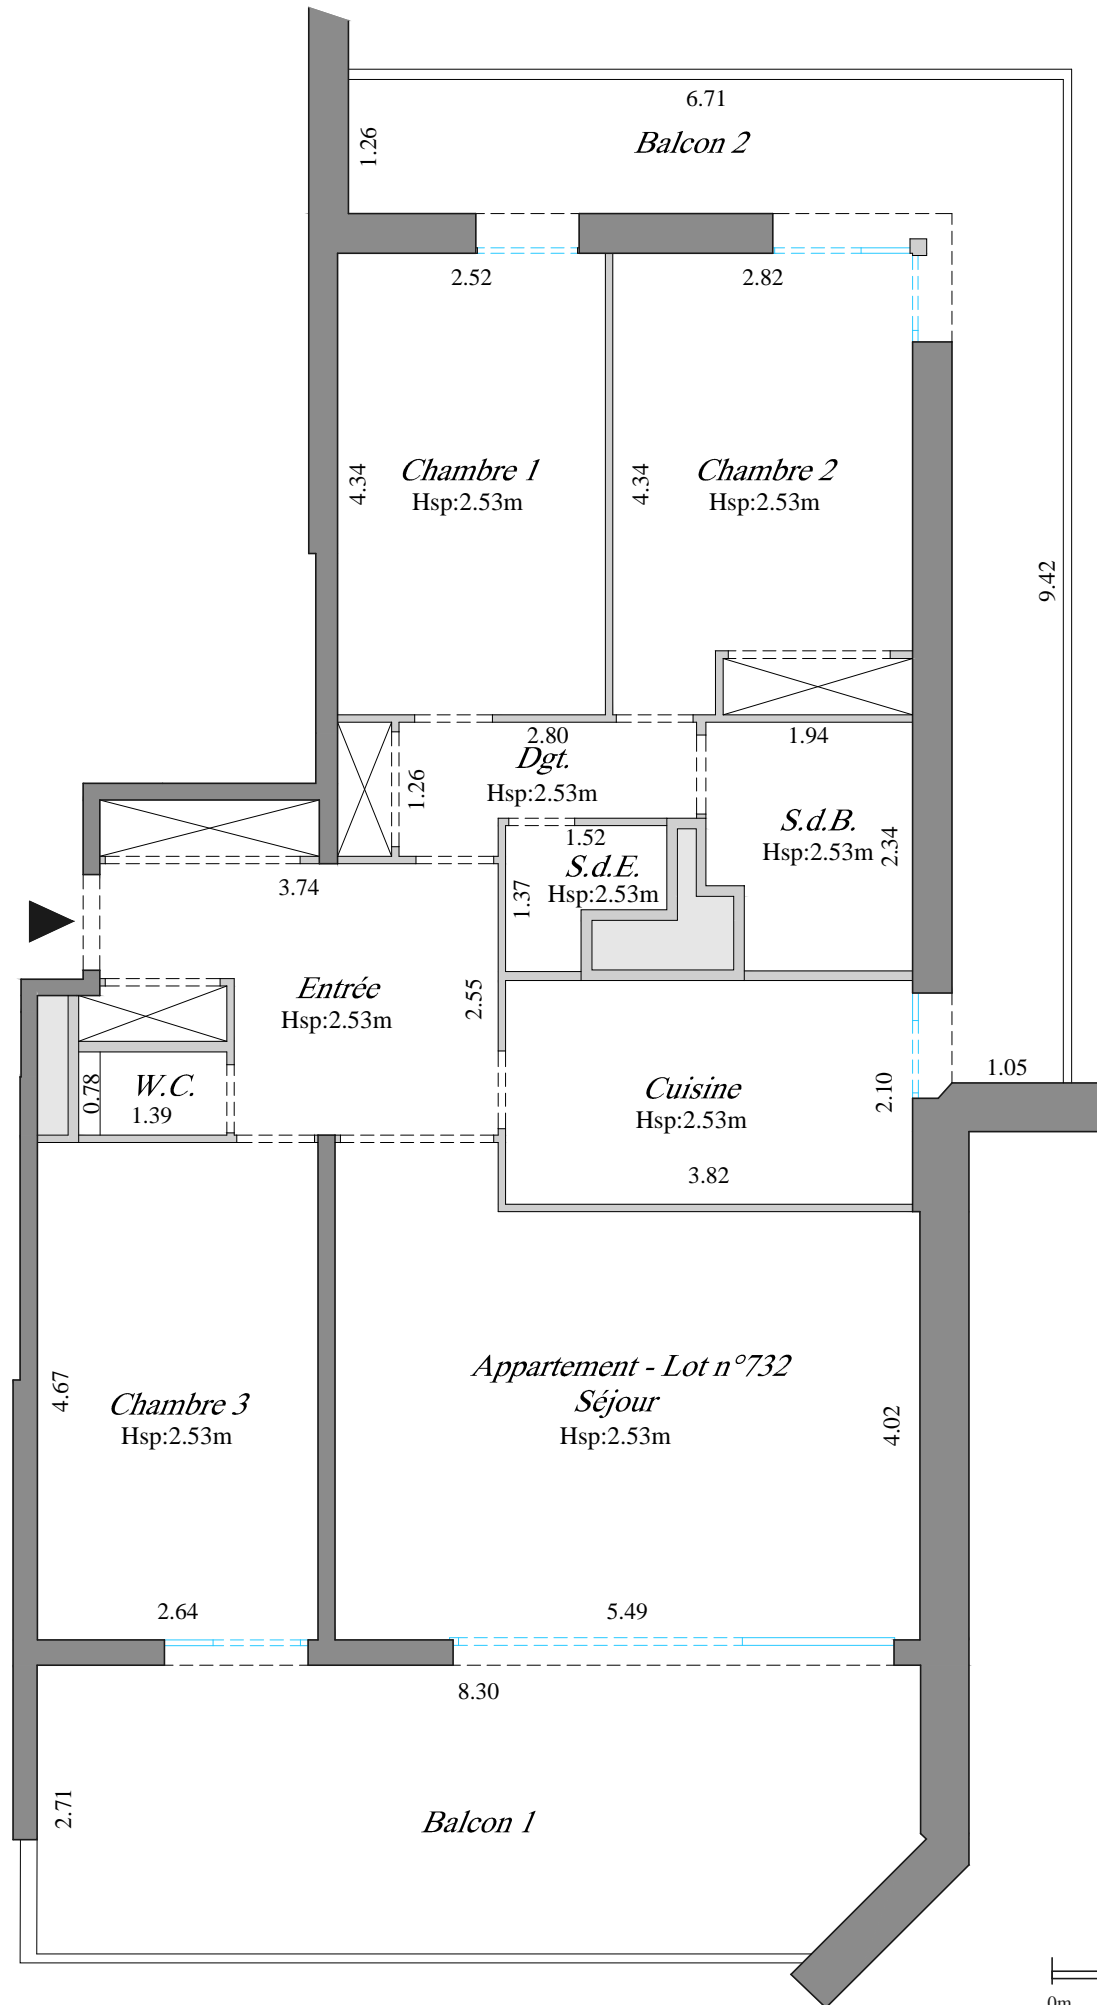 6.71
1.26
Balcon 2
2.52
2.82
4.34
Chambre 1
Hsp:2.53m
4.34
Chambre 2
Hsp:2.53m
9.42
2.80
Dgt.
Hsp:2.53m
1.26
1.94
S.d.B.
Hsp:2.53m
2.34
1.52
S.d.E.
Hsp:2.53m
1.37
3.74
Entrée
Hsp:2.53m
2.55
W.C.
0.78
1.39
Cuisine
Hsp:2.53m
2.10
1.05
3.82
Appartement - Lot n°732
Séjour
Hsp:2.53m
4.02
4.67
Chambre 3
Hsp:2.53m
2.64
5.49
8.30
2.71
Balcon 1
0m